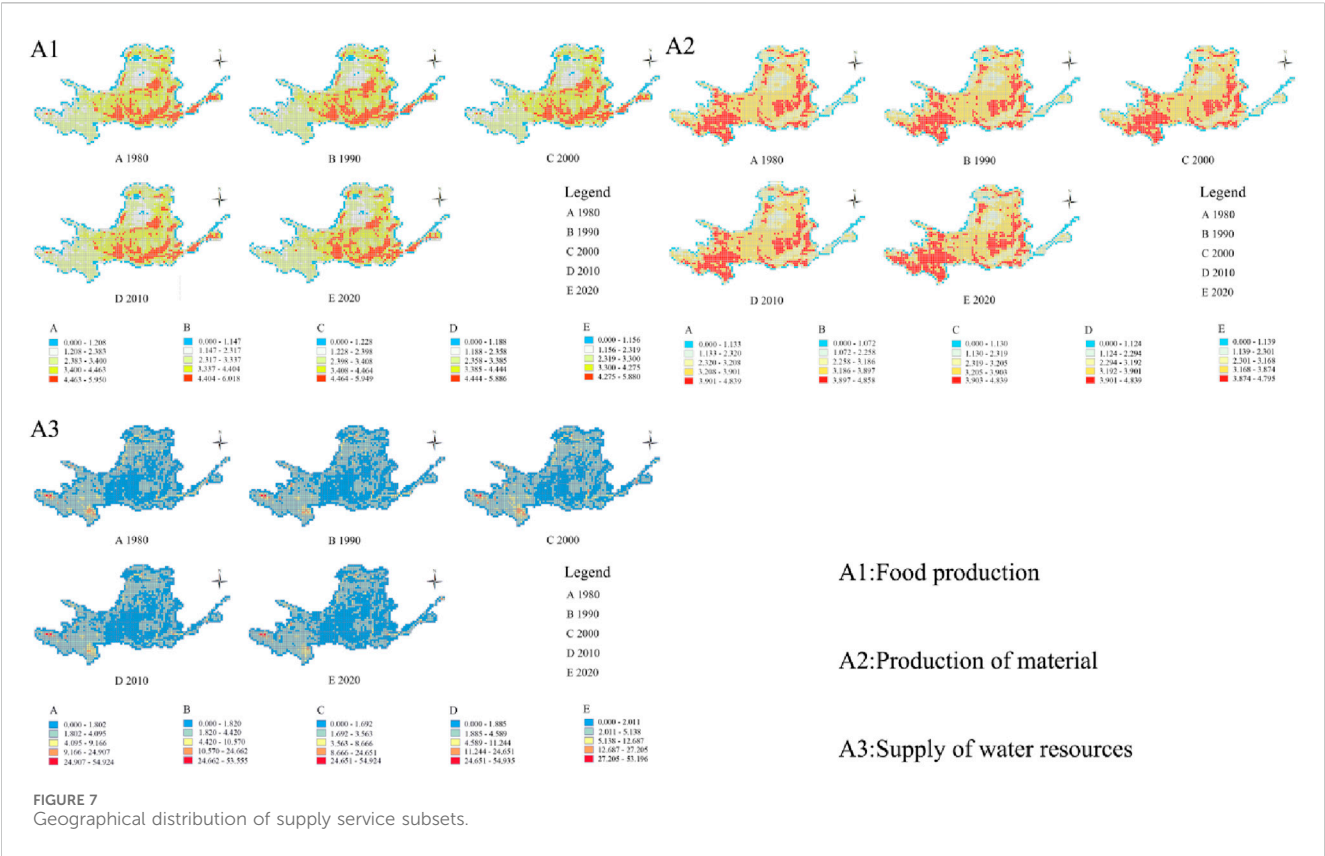 A1
A 1980
B 1990
C 2000
D 2010
E 2020
Legend
A 1980
B 1990
C 2000
D 2010
E 2020
A
0.000 - 1.208
1.208 - 2.383
2.383 - 3.400
3.400 - 4.463
4.463 - 5.950
B
0.000 - 1.147
1.147 - 2.317
2.317 - 3.337
3.337 - 4.404
4.404 - 6.018
C
0.000 - 1.228
1.228 - 2.398
2.398 - 3.408
3.408 - 4.464
4.464 - 5.949
D
0.000 - 1.188
1.188 - 2.358
2.358 - 3.385
3.385 - 4.444
4.444 - 5.886
E
0.000 - 1.156
1.156 - 2.319
2.319 - 3.300
3.300 - 4.275
4.275 - 5.880
A2
A 1980
B 1990
C 2000
D 2010
E 2020
Legend
A 1980
B 1990
C 2000
D 2010
E 2020
A
0.000 - 1.133
1.133 - 2.320
2.320 - 3.208
3.208 - 3.901
3.901 - 4.839
B
0.000 - 1.072
1.072 - 2.258
2.258 - 3.186
3.186 - 3.897
3.897 - 4.858
C
0.000 - 1.130
1.130 - 2.319
2.319 - 3.205
3.205 - 3.903
3.903 - 4.839
D
0.000 - 1.124
1.124 - 2.294
2.294 - 3.192
3.192 - 3.901
3.901 - 4.839
E
0.000 - 1.139
1.139 - 2.301
2.301 - 3.168
3.168 - 3.874
3.874 - 4.795
A3
A 1980
B 1990
C 2000
D 2010
E 2020
Legend
A 1980
B 1990
C 2000
D 2010
E 2020
A
0.000 - 1.802
1.802 - 4.095
4.095 - 9.166
9.166 - 24.907
24.907 - 54.924
B
0.000 - 1.820
1.820 - 4.420
4.420 - 10.570
10.570 - 24.662
24.662 - 53.555
C
0.000 - 1.692
1.692 - 3.563
3.563 - 8.666
8.666 - 24.651
24.651 - 54.924
D
0.000 - 1.885
1.885 - 4.589
4.589 - 11.244
11.244 - 24.651
24.651 - 54.935
E
0.000 - 2.011
2.011 - 5.138
5.138 - 12.687
12.687 - 27.205
27.205 - 53.196
A1:Food production
A2:Production of material
A3:Supply of water resources
FIGURE 7
Geographical distribution of supply service subsets.